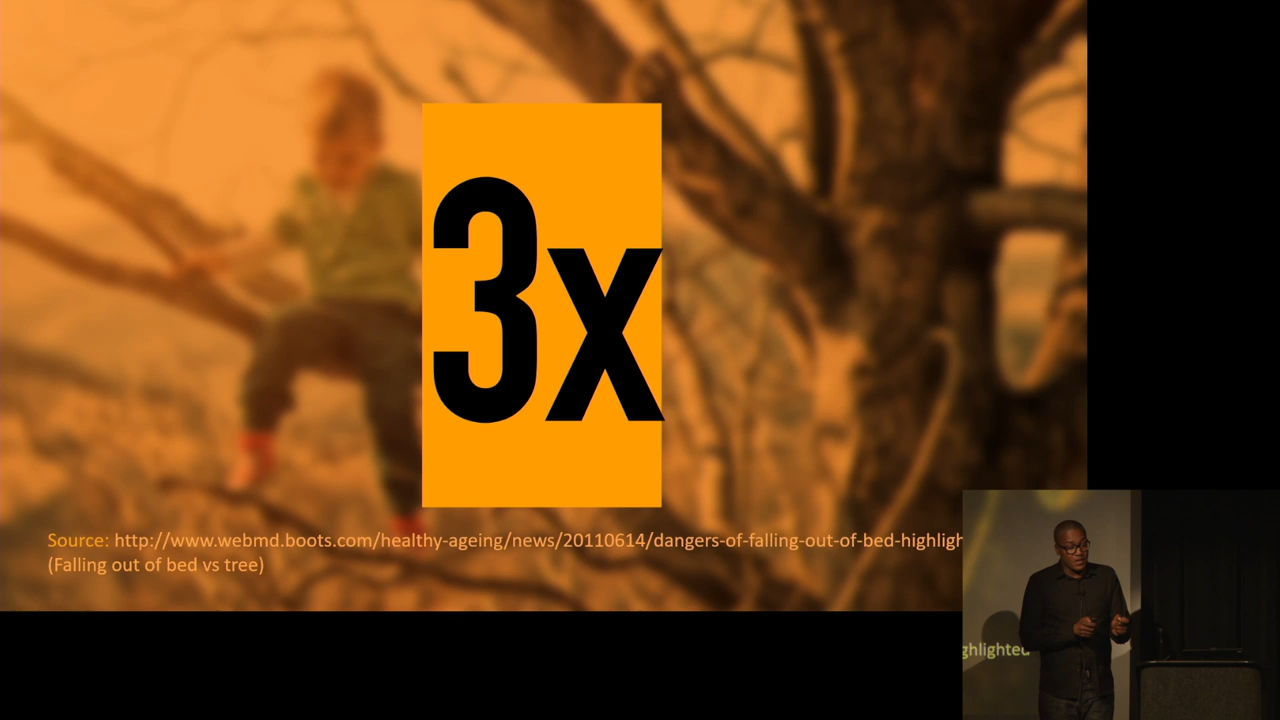 3x
Source: http://www.webmd.boots.com/healthy-ageing/news/20110614/dangers-of-falling-out-of-bed-highligh
(Falling out of bed vs tree)
ghlighted